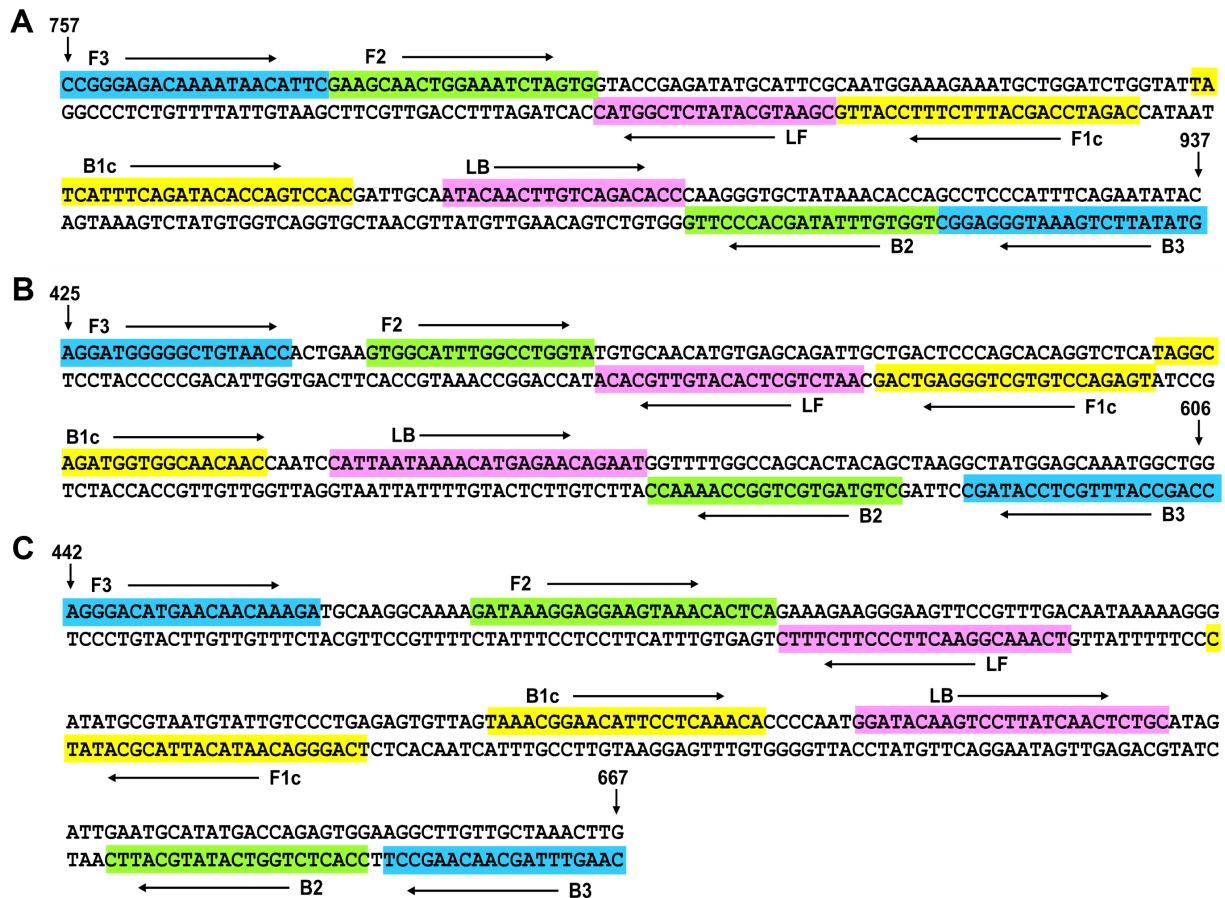 A
757
F3 F2
CCGGGAGACAAAATAACATTCGAAGCAACTGGAAATCTAGTGGTACCGAGATATGCATTCGCAATGGAAAGAAATGCTGGATCTGGTATTA
GGCCCTCTGTTTTATTGTAAGCTTCGTTGACCTTTAGATCACCATGGCTCTATACGTAAGCGTTACCTTTCTTTACGACCTAGACCATAAT
LF F1c 937
B1c LB
TCATTTCAGATACACCAGTCCACGATTGCAATACAACTTGTCAGACACCCAAGGGTGCTATAAACACCAGCCTCCCATTTCAGAATATAC
AGTAAAGTCTATGTGGTCAGGTGCTAACGTTATGTTGAACAGTCTGTGGGTTCCCACGATATTTGTGGTCGGAGGGTAAAGTCTTATATG
B2 B3
B
425
F3 F2
AGGATGGGGGCTGTAACCACTGAAGTGGCATTTGGCCTGGTATGTGCAACATGTGAGCAGATTGCTGACTCCCAGCACAGGTCTCATAGGC
TCCTACCCCCGACATTGGTGACTTCACCGTAAACCGGACCATACACGTTGTACACTCGTCTAACGACTGAGGGTCGTGTCCAGAGTATCCG
LF F1c 606
B1c LB
AGATGGTGGCAACAACCAATCCATTAATAAAACATGAGAACAGAATGGTTTTGGCCAGCACTACAGCTAAGGCTATGGAGCAAATGGCTGG
TCTACCACCGTTGTTGGTTAGGTAATTATTTTGTACTCTTGTCTTACCAAAACCGGTCGTGATGTCGATTCCGATACCTCGTTTACCGACC
B2 B3
C
442
F3 F2
AGGGACATGAACAACAAAGATGCAAGGCAAAAGATAAAGGAGGAAGTAAACACTCAGAAAGAAGGGAAGTTCCGTTTGACAATAAAAAGGG
TCCCTGTACTTGTTGTTTCTACGTTCCGTTTTCTATTTCCTCCTTCATTTGTGAGTCTTTCTTCCCTTCAAGGCAAACTGTTATTTTTCCC
LF
B1c LB
ATATGCGTAATGTATTGTCCCTGAGAGTGTTAGTAAACGGAACATTCCTCAAACACCCCAATGGATACAAGTCCTTATCAACTCTGCATAG
TATACGCATTACATAACAGGGACTCTCACAATCATTTGCCTTGTAAGGAGTTTGTGGGGTTACCTATGTTCAGGAATAGTTGAGACGTATC
F1c 667
ATTGAATGCATATGACCAGAGTGGAAGGCTTGTTGCTAAACTTG
TAACTTACGTATACTGGTCTCACCTTCCGAACAACGATTTGAAC
B2 B3